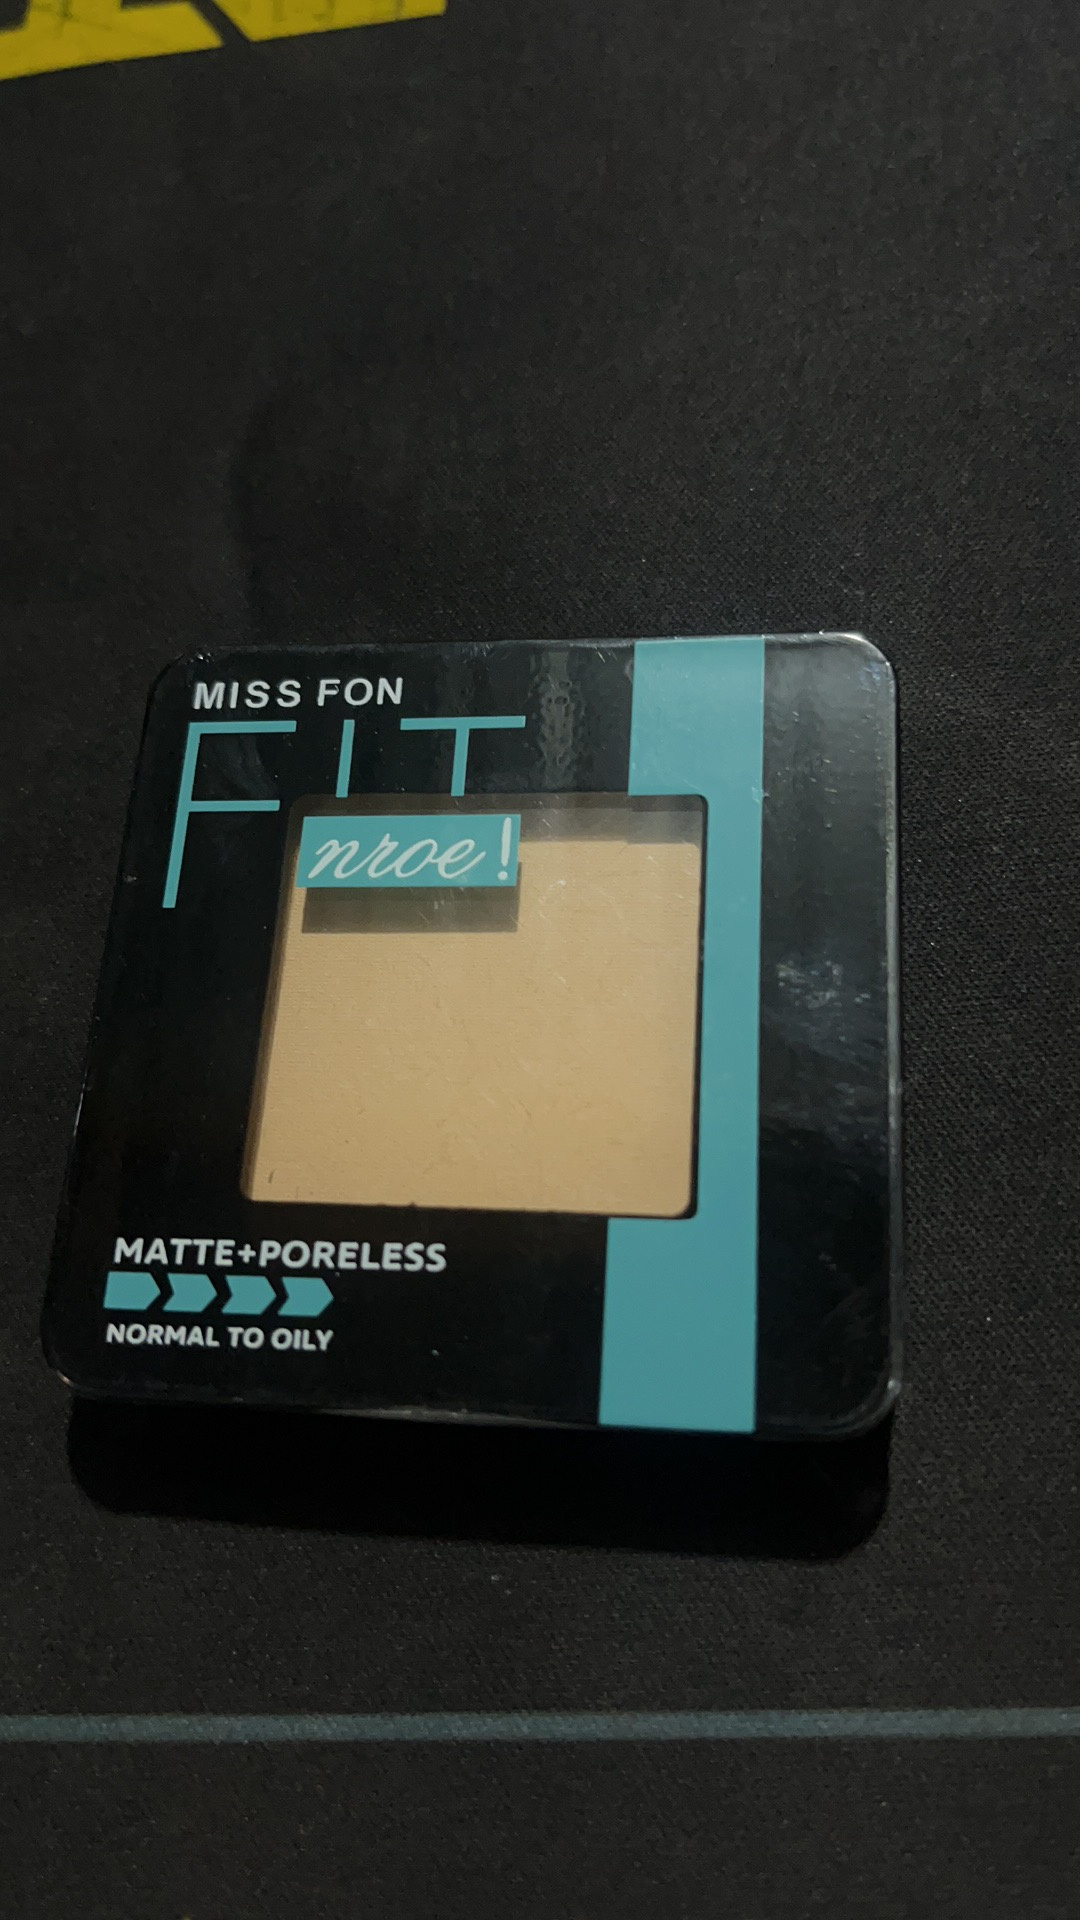 MISS FON
FIT
nroe!
MATTE+PORELESS
NORMAL TO OILY